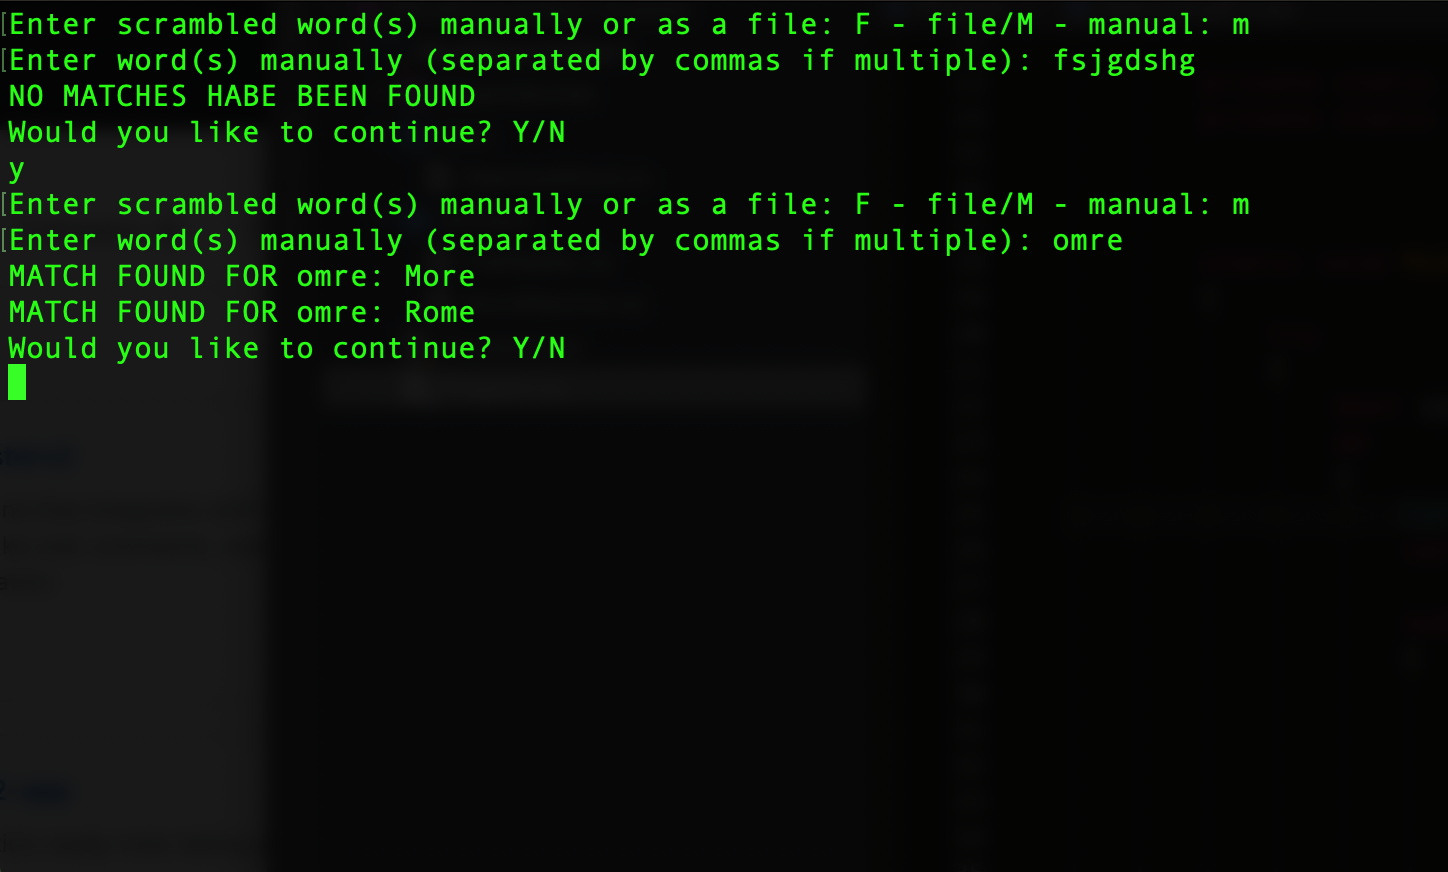 [Enter scrambled word(s) manually or as a file: F - file/M - manual: m
[Enter word(s) manually (separated by commas if multiple): fsjgdshg
NO MATCHES HABE BEEN FOUND
Would you like to continue? Y/N
y
[Enter scrambled word(s) manually or as a file: F - file/M - manual: m
[Enter word(s) manually (separated by commas if multiple): omre
MATCH FOUND FOR omre: More
MATCH FOUND FOR omre: Rome
Would you like to continue? Y/N